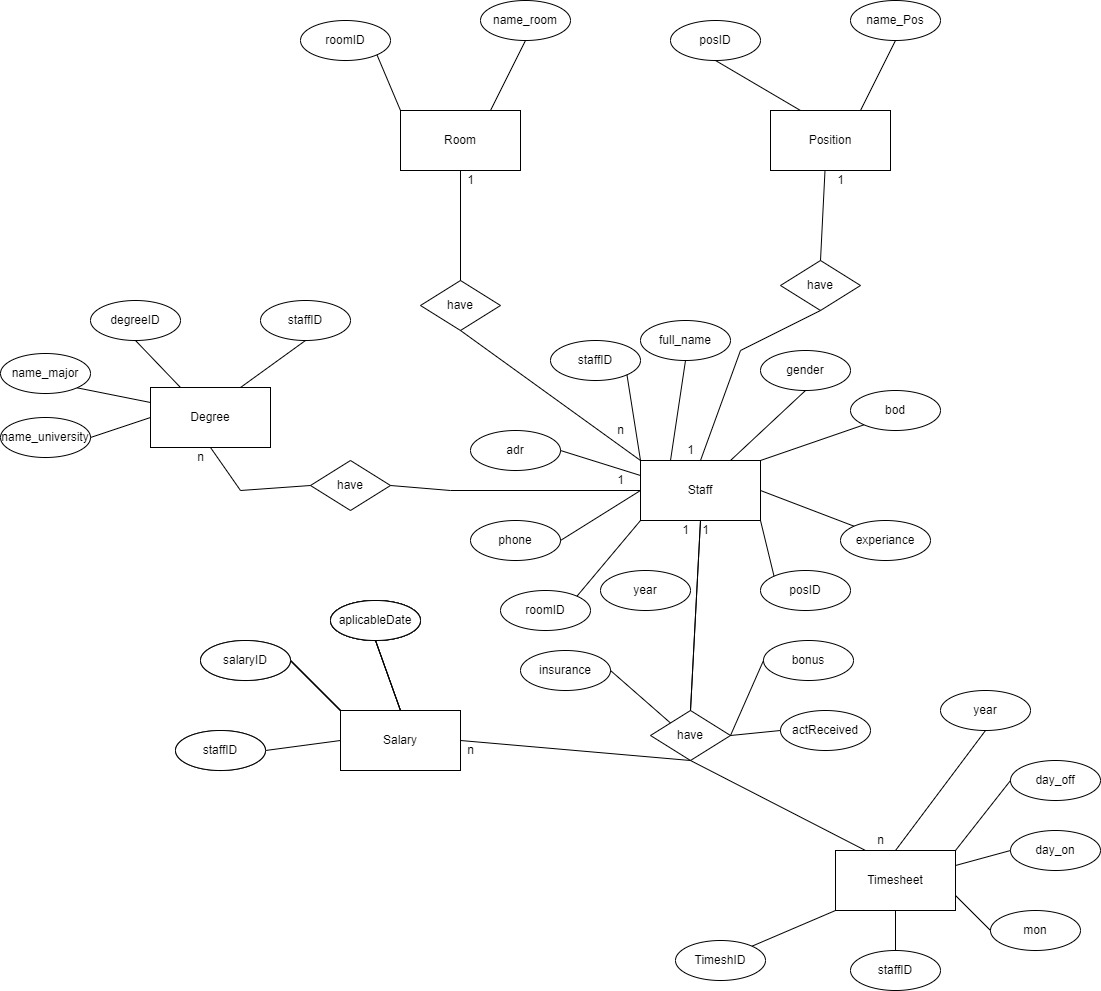 name_room
name_Pos
roomID
posID
Room
Position
1
1
have
have
degreeID
staffID
full_name
staffID
name_major
gender
Degree
bod
name_university
n
adr
1
n
1
have
Staff
1
1
phone
experiance
year
posID
roomID
aplicableDate
salaryID
insurance
bonus
year
actReceived
have
Salary
n
staffID
day_off
n
day_on
Timesheet
mon
TimeshID
staffID